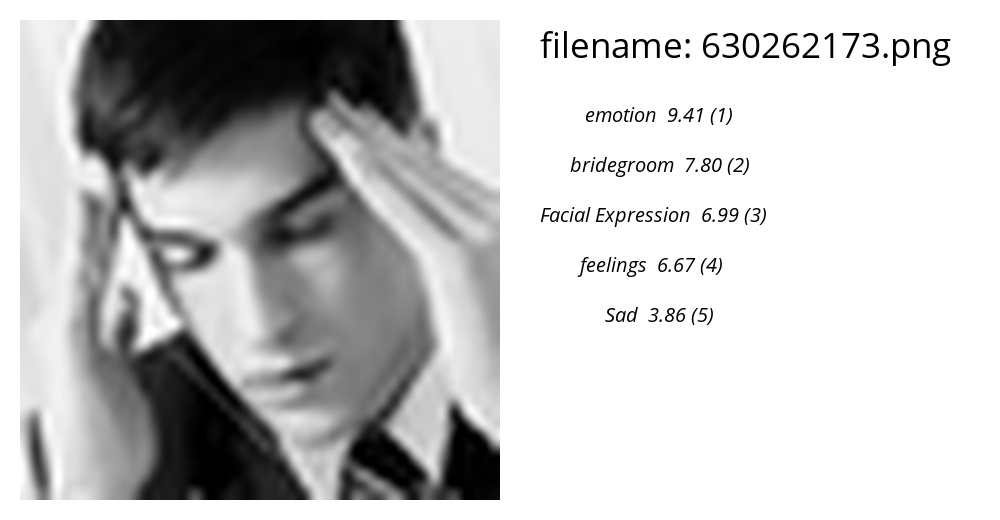 filename: 630262173.png
emotion 9.41 (1)
bridegroom 7.80 (2)
Facial Expression 6.99 (3)
feelings 6.67 (4)
Sad 3.86 (5)